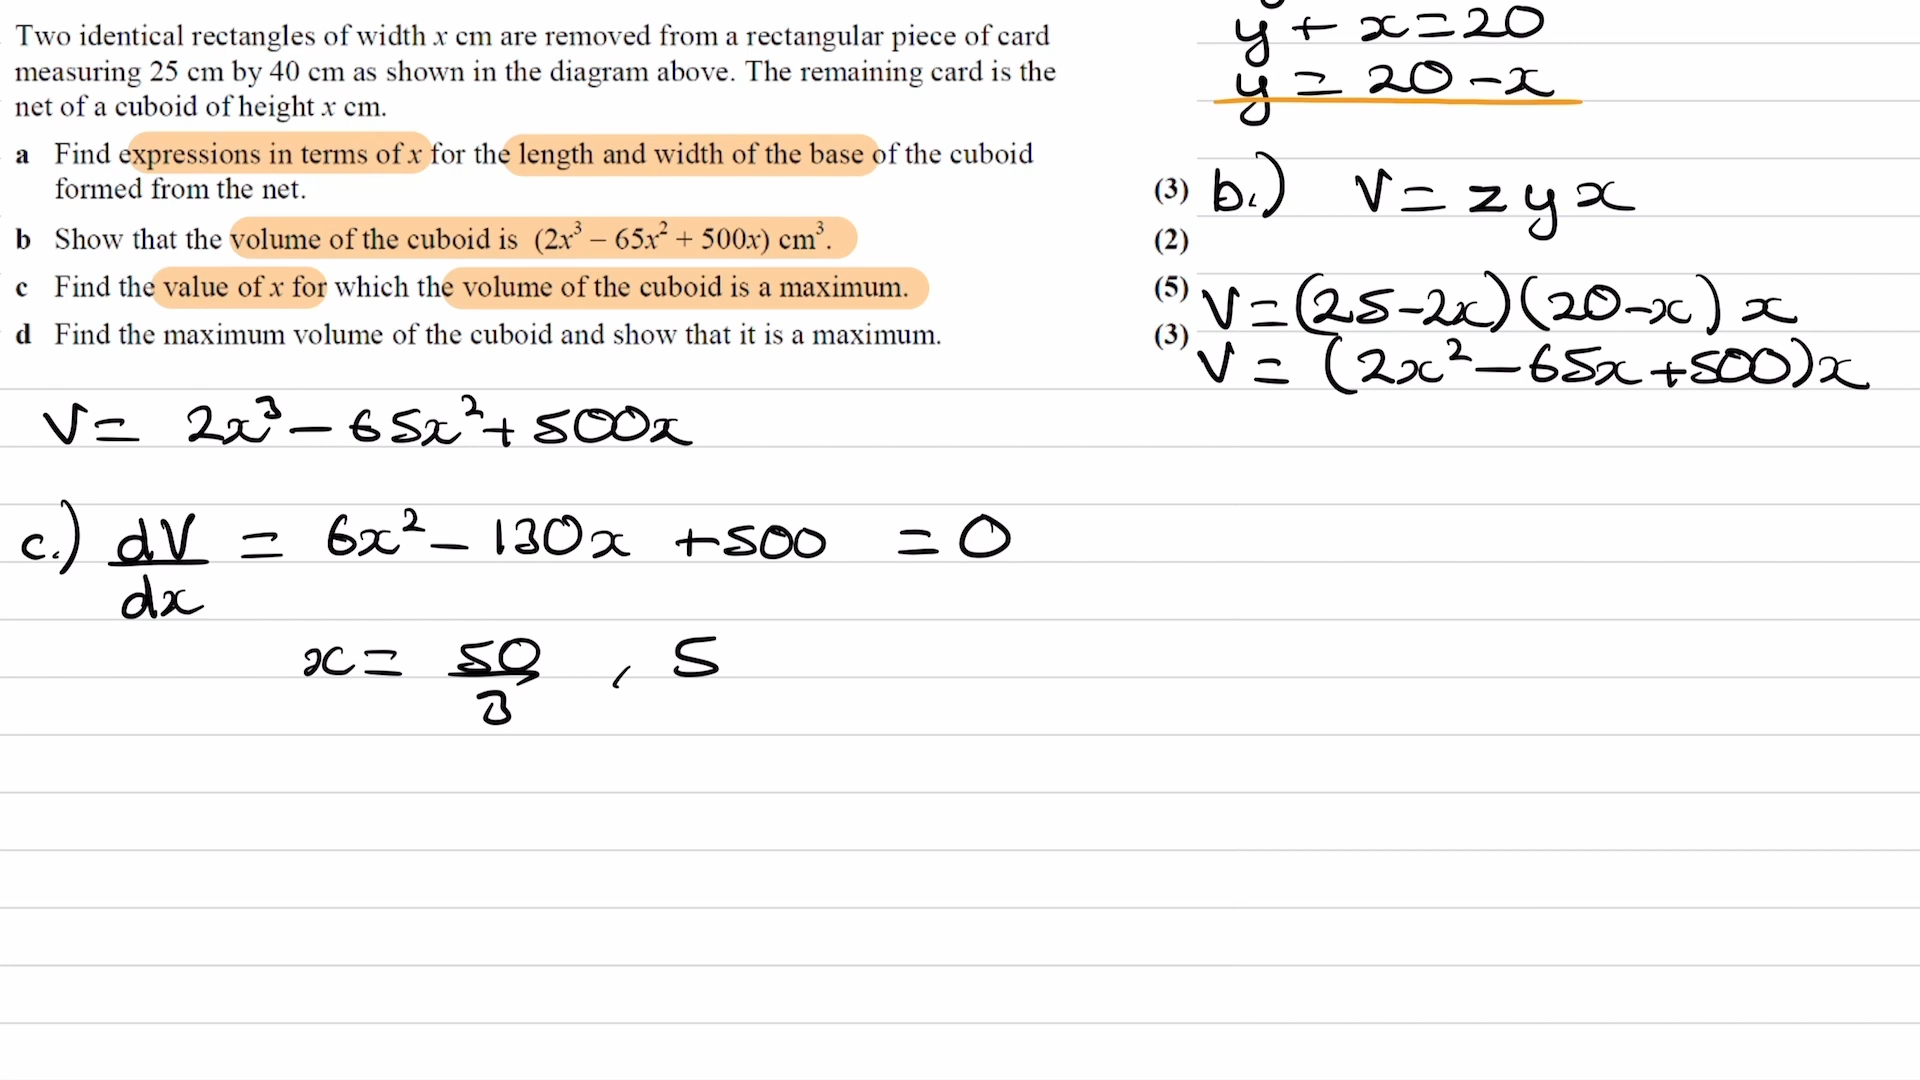 Two identical rectangles of width x cm are removed from a rectangular piece of card
measuring 25 cm by 40 cm as shown in the diagram above. The remaining card is the
net of a cuboid of height x cm.
a Find expressions in terms of x for the length and width of the base of the cuboid
formed from the net. (3)
b Show that the volume of the cuboid is (2x³ – 65x² + 500x) cm³. (2)
c Find the value of x for which the volume of the cuboid is a maximum. (5)
d Find the maximum volume of the cuboid and show that it is a maximum. (3)
y + x = 20
y = 20 - x
b.) V = z y x
V = (25-2x)(20-x) x
V = (2x² - 65x + 500)x
V = 2x³ - 65x² + 500x
c.) dV/dx = 6x² - 130x + 500 = 0
x = 50/3 , 5